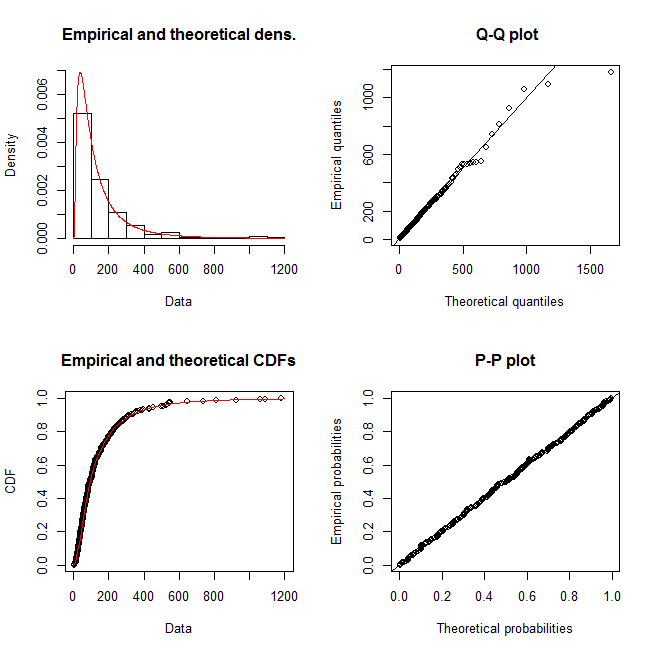 Empirical and theoretical dens.
Density
0.000 0.002 0.004 0.006
0 200 400 600 1200
Data
Q-Q plot
Empirical quantiles
0 200 600 1000
0 500 1000 1500
Theoretical quantiles
Empirical and theoretical CDFs
CDF
0.0 0.2 0.4 0.6 0.8 1.0
0 200 400 600 800 1200
Data
P-P plot
Empirical probabilities
0.0 0.2 0.4 0.6 0.8 1.0
0.0 0.2 0.4 0.6 0.8 1.0
Theoretical probabilities